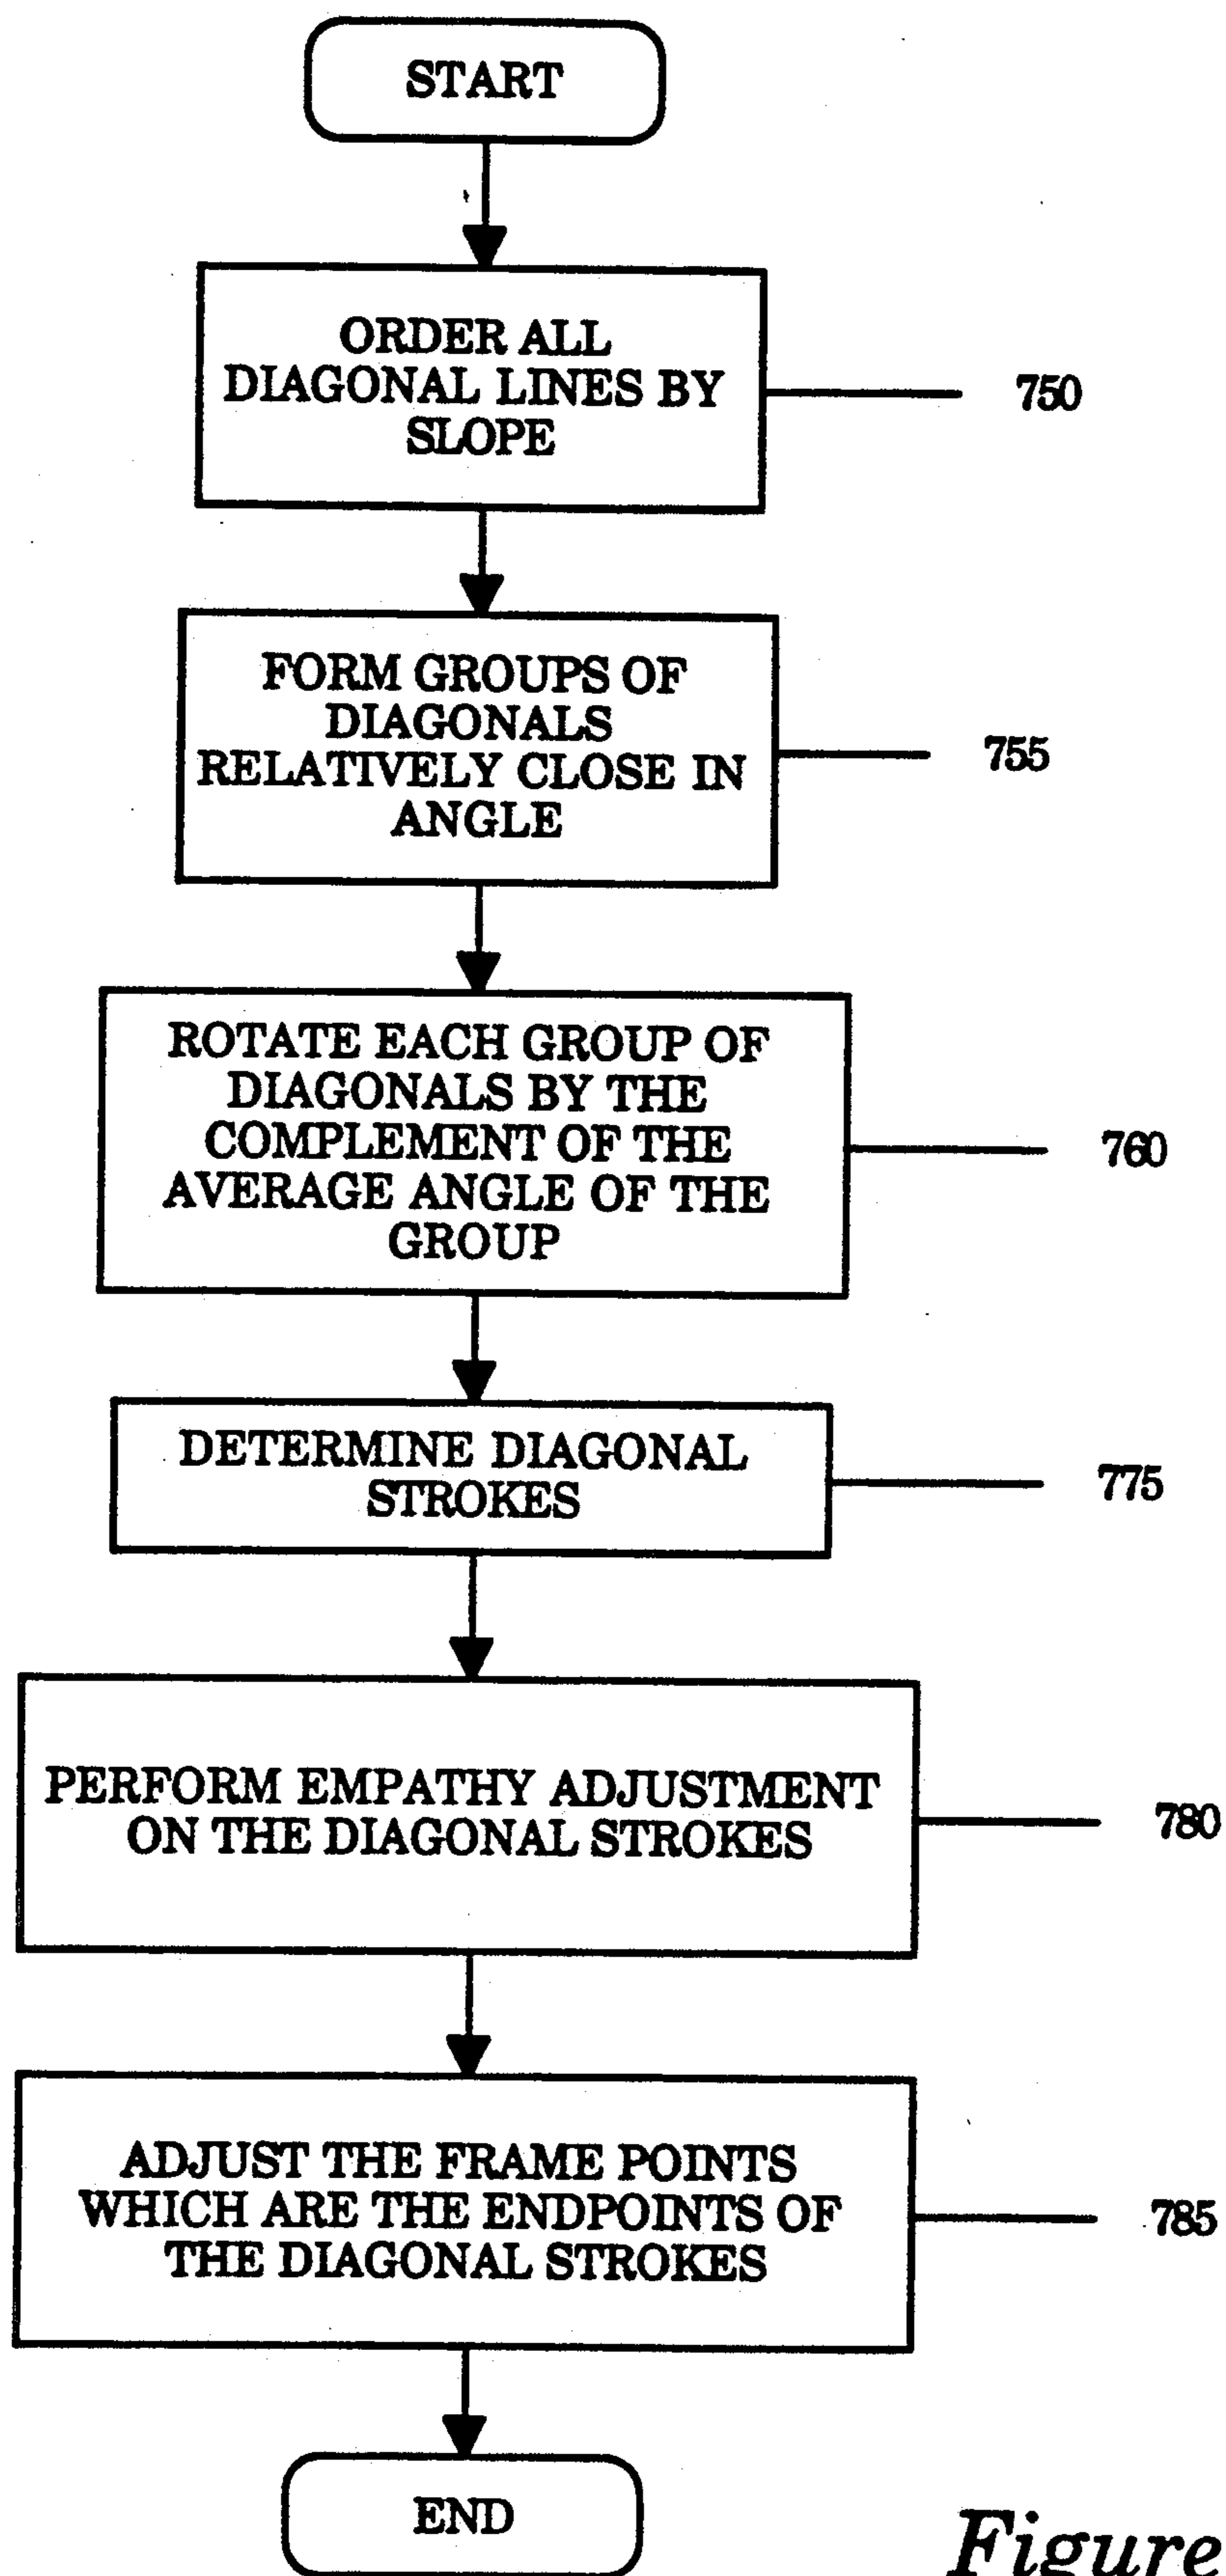 START
ORDER ALL
DIAGONAL LINES BY
SLOPE
750
FORM GROUPS OF
DIAGONALS
RELATIVELY CLOSE IN
ANGLE
755
ROTATE EACH GROUP OF
DIAGONALS BY THE
COMPLEMENT OF THE
AVERAGE ANGLE OF THE
GROUP
760
DETERMINE DIAGONAL
STROKES
775
PERFORM EMPATHY ADJUSTMENT
ON THE DIAGONAL STROKES
780
ADJUST THE FRAME POINTS
WHICH ARE THE ENDPOINTS OF
THE DIAGONAL STROKES
785
END
Figure